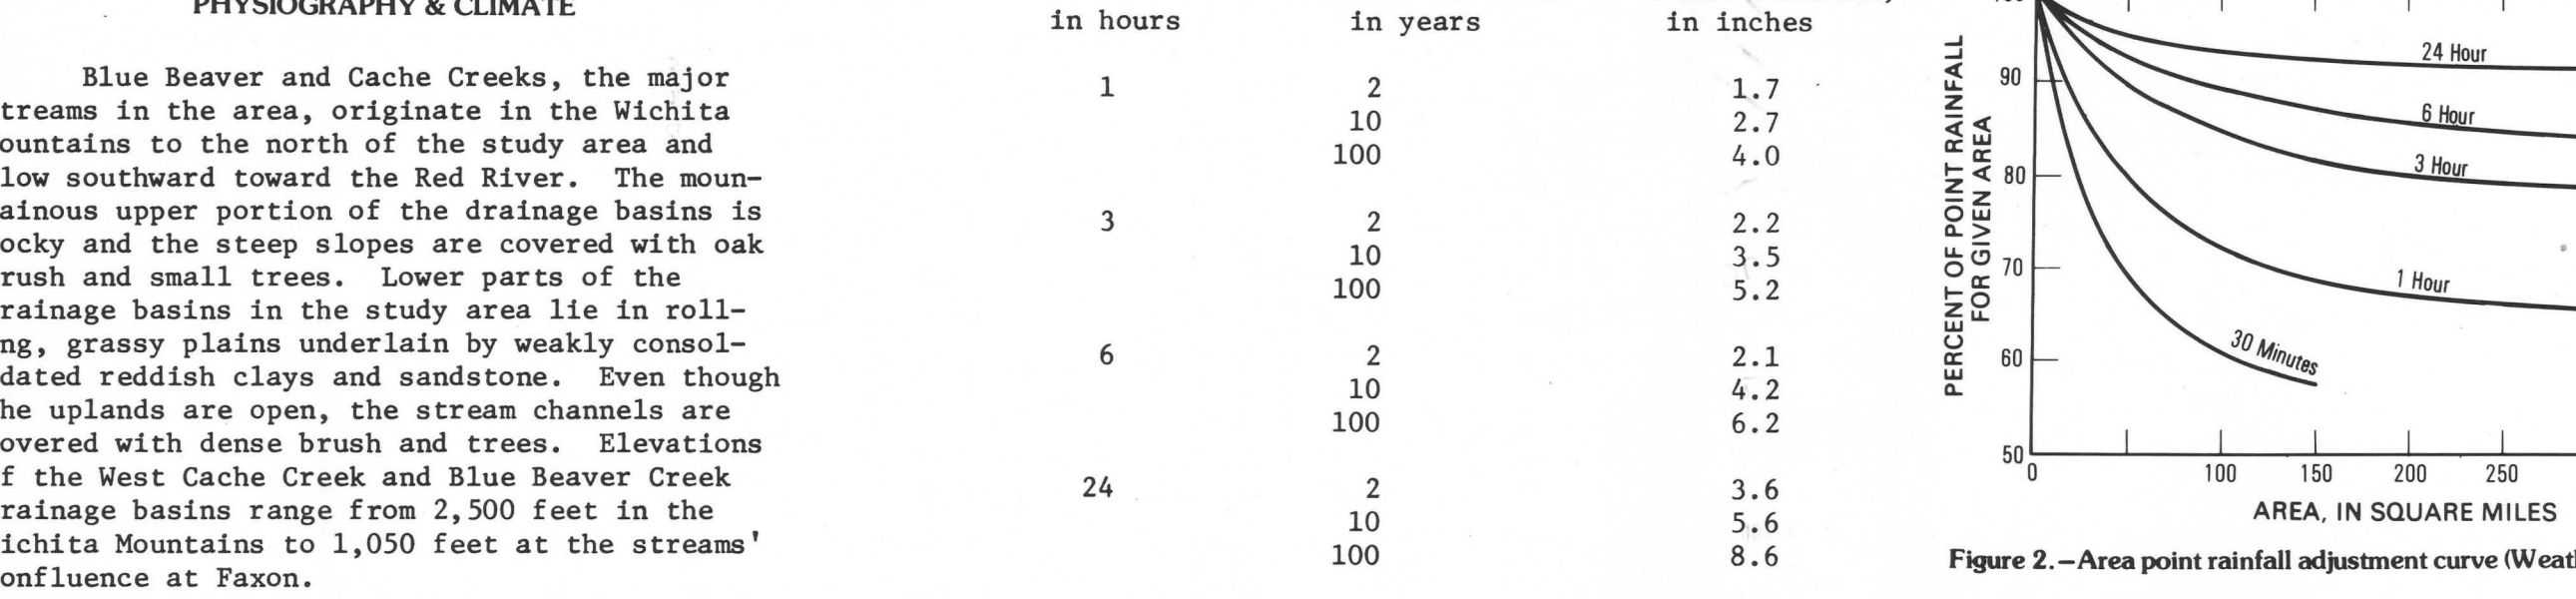 PHYSIOGRAPHY & CLIMATE
Blue Beaver and Cache Creeks, the major
treams in the area, originate in the Wichita
ountains to the north of the study area and
low southward toward the Red River. The moun-
ainous upper portion of the drainage basins is
ocky and the steep slopes are covered with oak
rush and small trees. Lower parts of the
rainage basins in the study area lie in roll-
ng, grassy plains underlain by weakly consol-
dated reddish clays and sandstone. Even though
he uplands are open, the stream channels are
overed with dense brush and trees. Elevations
f the West Cache Creek and Blue Beaver Creek
rainage basins range from 2,500 feet in the
ichita Mountains to 1,050 feet at the streams'
onfluence at Faxon.
in hours in years in inches
1 2 1.7
10 2.7
100 4.0
3 2 2.2
10 3.5
100 5.2
6 2 2.1
10 4.2
100 6.2
24 2 3.6
10 5.6
100 8.6
PERCENT OF POINT RAINFALL
FOR GIVEN AREA
90
80
70
60
50
24 Hour
6 Hour
3 Hour
1 Hour
30 Minutes
0 100 150 200 250
AREA, IN SQUARE MILES
Figure 2.—Area point rainfall adjustment curve (Weat